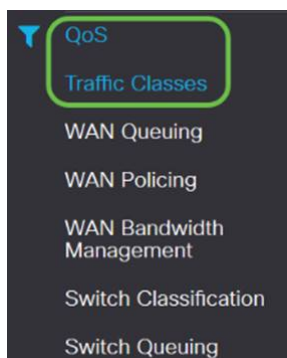 QoS
Traffic Classes
WAN Queuing
WAN Policing
WAN Bandwidth
Management
Switch Classification
Switch Queuing